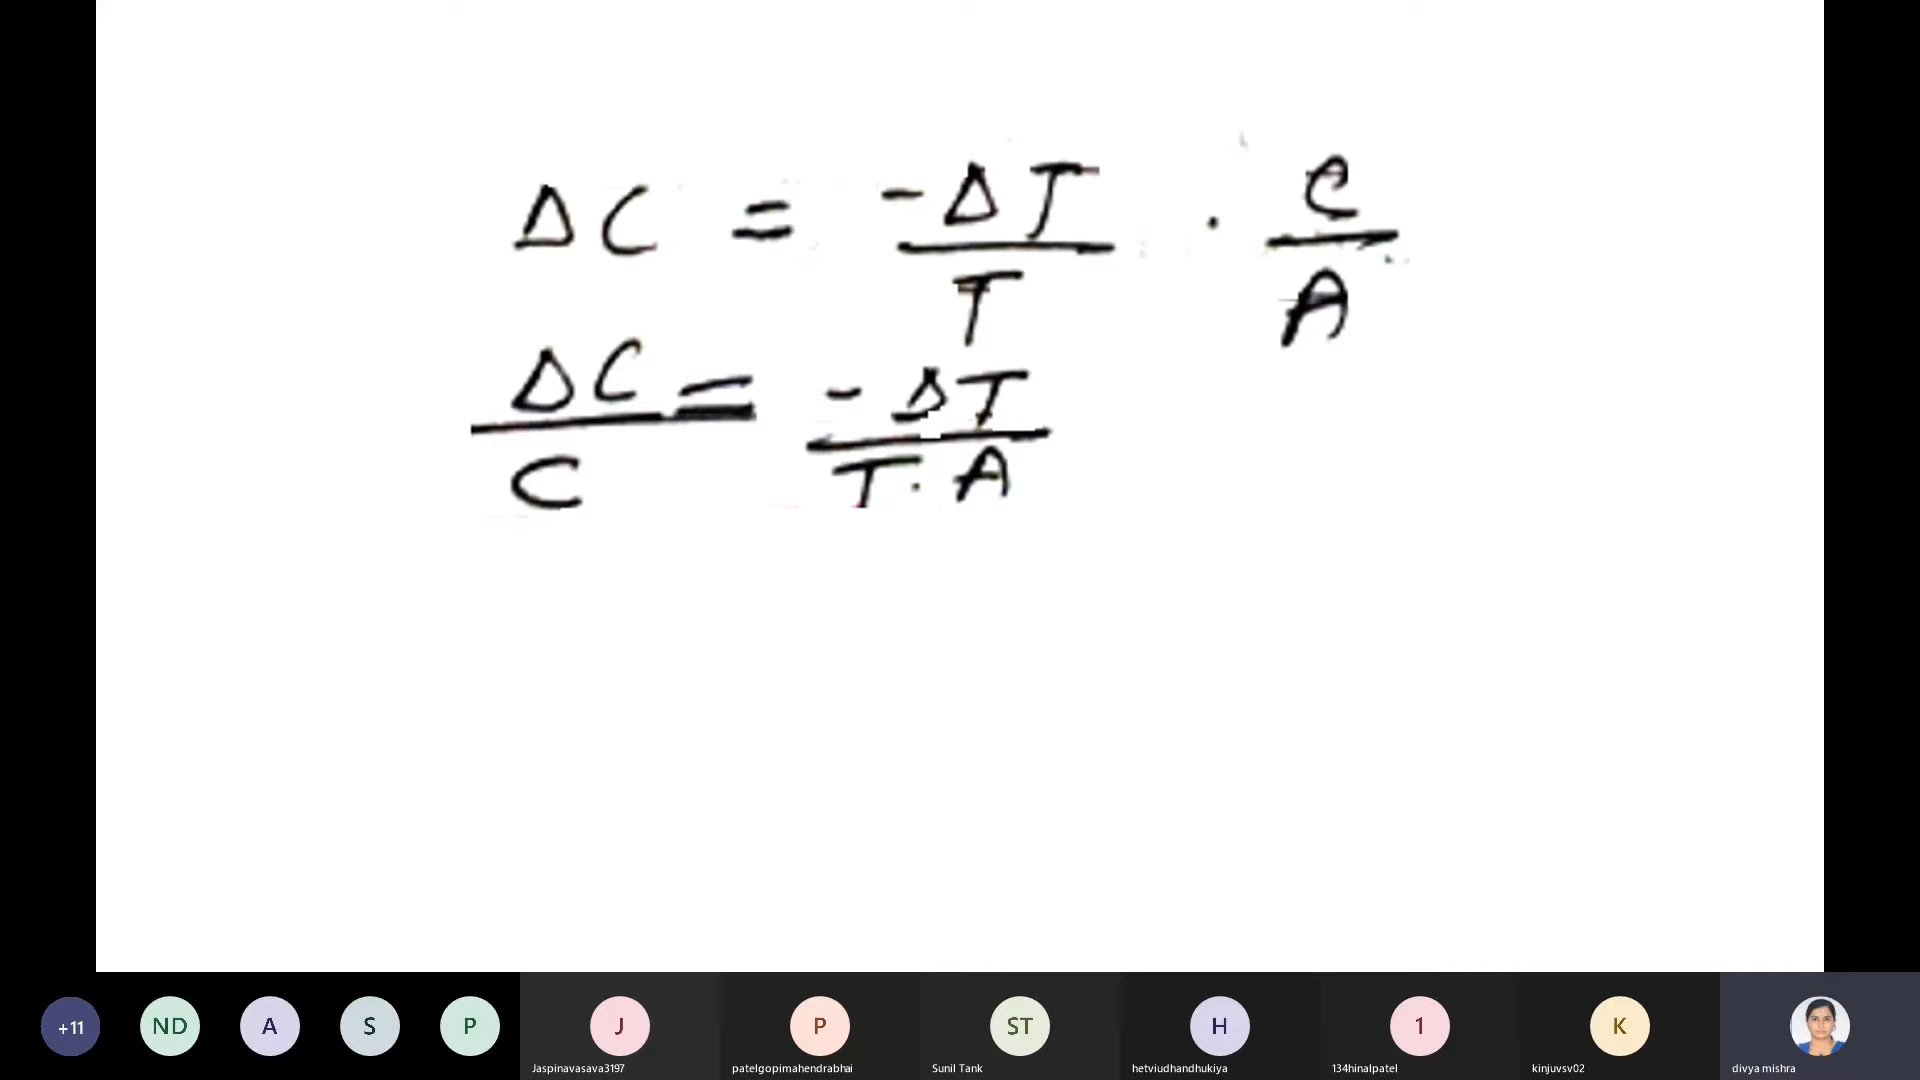 ΔC = -ΔT/T · C/A
ΔC/C = -ΔT/T.A
+11 ND A S P J P ST H 1 K
Jaspinavasava3197 patelgopimahendrabhai Sunil Tank hetviudhandhukiya 134hinalpatel kinjuvsv02 divya mishra